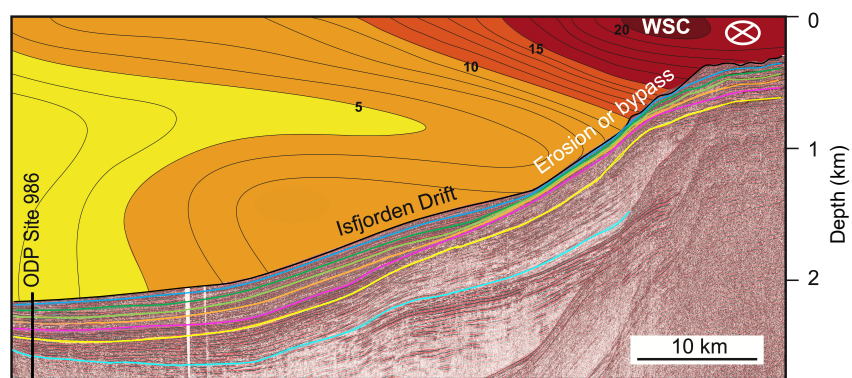 20 WSC
0
15
10
5
Erosion or bypass
1
Isfjorden Drift
ODP Site 986
Depth (km)
2
10 km